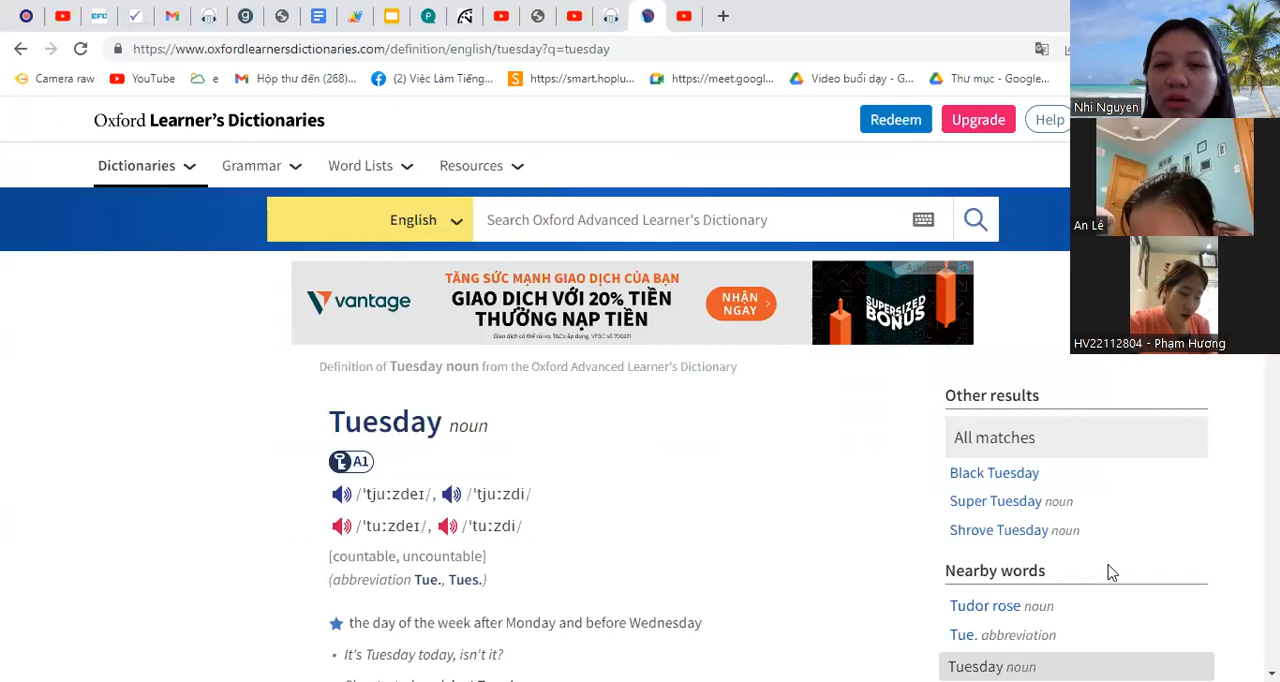 https://www.oxfordlearnersdictionaries.com/definition/english/tuesday?q=tuesday
Camera raw YouTube e Hộp thư đến (268)... (2) Việc Làm Tiếng... https://smart.hoplu... https://meet.googl... Video buổi dạy - G... Thư mục - Google...
Nhi Nguyen
Oxford Learner's Dictionaries
Redeem
Upgrade
Help
Dictionaries Grammar Word Lists Resources
An Lê
English
Search Oxford Advanced Learner's Dictionary
vantage
TĂNG SỨC MẠNH GIAO DỊCH CỦA BẠN
GIAO DỊCH VỚI 20% TIỀN
THƯỞNG NẠP TIỀN
NHẬN
NGAY
SUPERSIZED
BONUS
HV22112804 - Phạm Hương
Definition of Tuesday noun from the Oxford Advanced Learner's Dictionary
Tuesday noun
A1
/ˈtjuːzdeɪ/, /ˈtjuːzdi/
/ˈtuːzdeɪ/, /ˈtuːzdi/
[countable, uncountable]
(abbreviation Tue., Tues.)
the day of the week after Monday and before Wednesday
• It's Tuesday today, isn't it?
Other results
All matches
Black Tuesday
Super Tuesday noun
Shrove Tuesday noun
Nearby words
Tudor rose noun
Tue. abbreviation
Tuesday noun